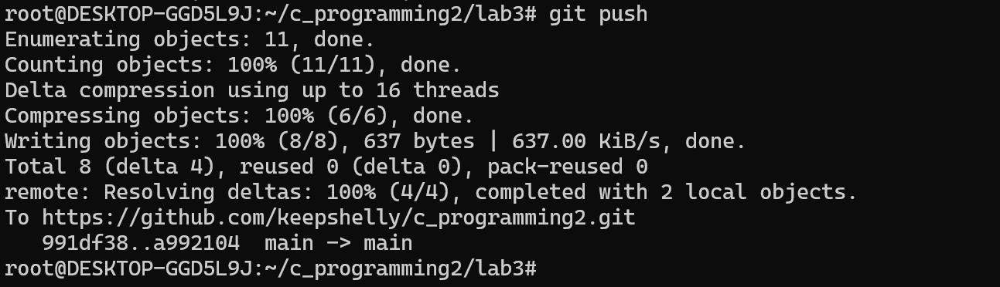 root@DESKTOP-GGD5L9J:~/c_programming2/lab3# git push
Enumerating objects: 11, done.
Counting objects: 100% (11/11), done.
Delta compression using up to 16 threads
Compressing objects: 100% (6/6), done.
Writing objects: 100% (8/8), 637 bytes | 637.00 KiB/s, done.
Total 8 (delta 4), reused 0 (delta 0), pack-reused 0
remote: Resolving deltas: 100% (4/4), completed with 2 local objects.
To https://github.com/keepshelly/c_programming2.git
   991df38..a992104  main -> main
root@DESKTOP-GGD5L9J:~/c_programming2/lab3#